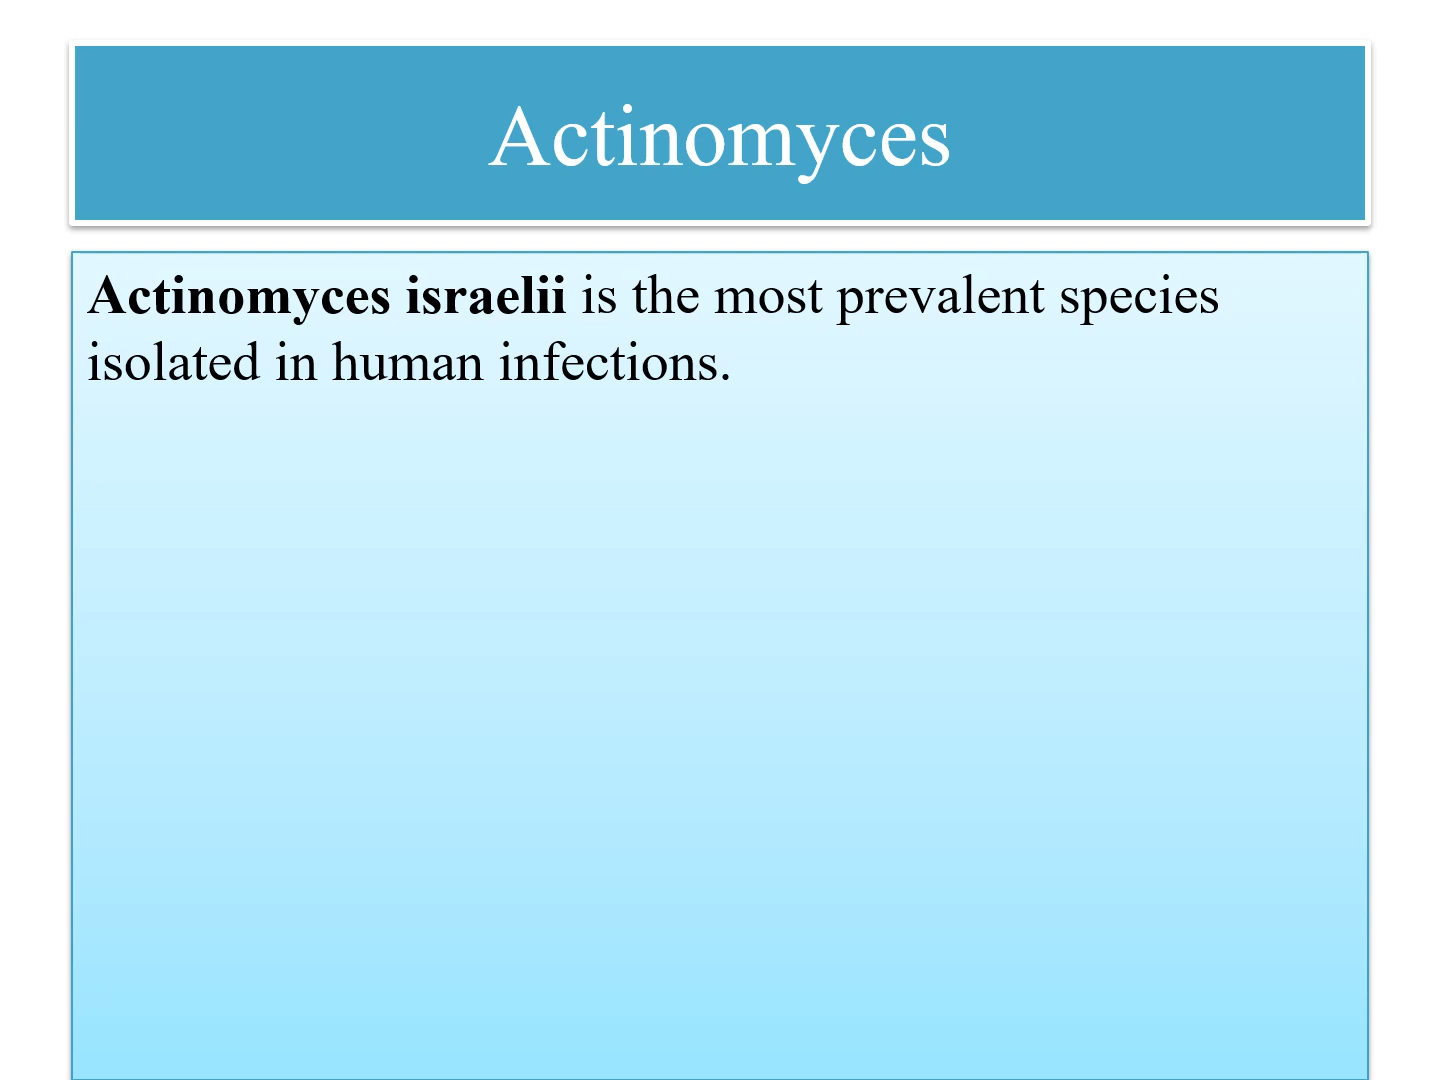 Actinomyces
Actinomyces israelii is the most prevalent species
isolated in human infections.